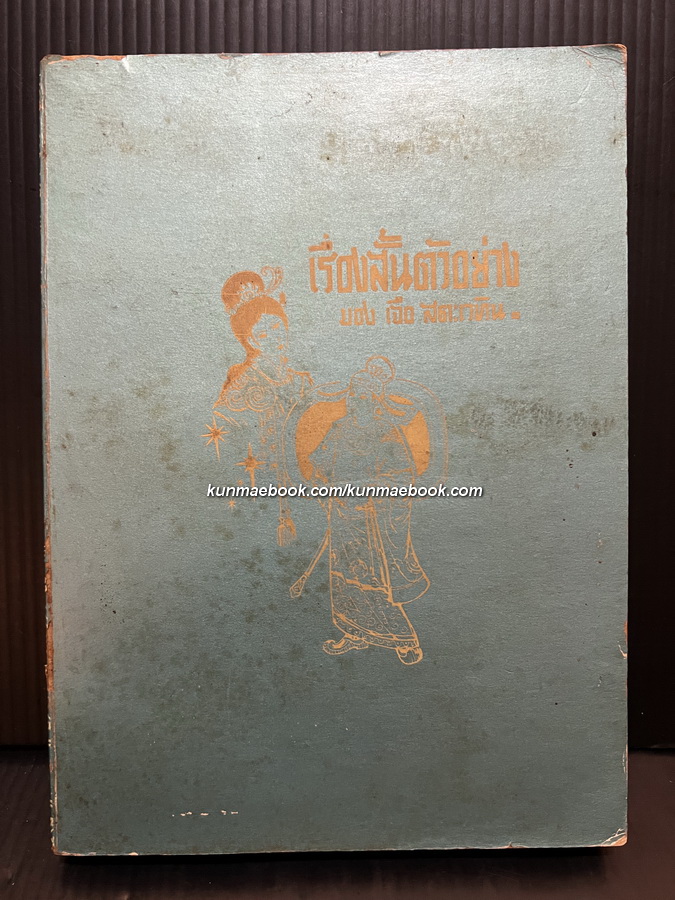 เรื่องสั้นตัวอย่าง
ของ เจือ สตะเวทิน
kunmaebook.com/kunmaebook.com